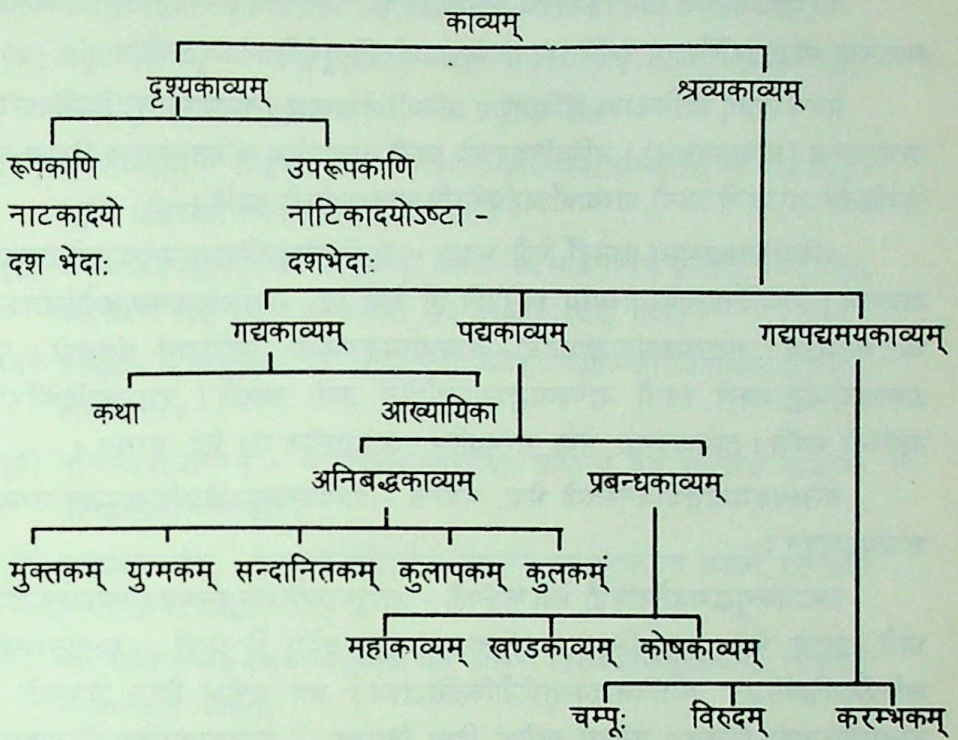 काव्यम्
दृश्यकाव्यम् श्रव्यकाव्यम्
रूपकाणि उपरूपकाणि
नाटकादयो नाटिकादयोऽष्टा -
दश भेदाः दशभेदाः
गद्यकाव्यम् पद्यकाव्यम् गद्यपद्यमयकाव्यम्
कथा आख्यायिका
अनिबद्धकाव्यम् प्रबन्धकाव्यम्
मुक्तकम् युग्मकम् सन्दानितकम् कुलापकम् कुलकम्
महाकाव्यम् खण्डकाव्यम् कोषकाव्यम्
चम्पूः विरुदम् करम्भकम्